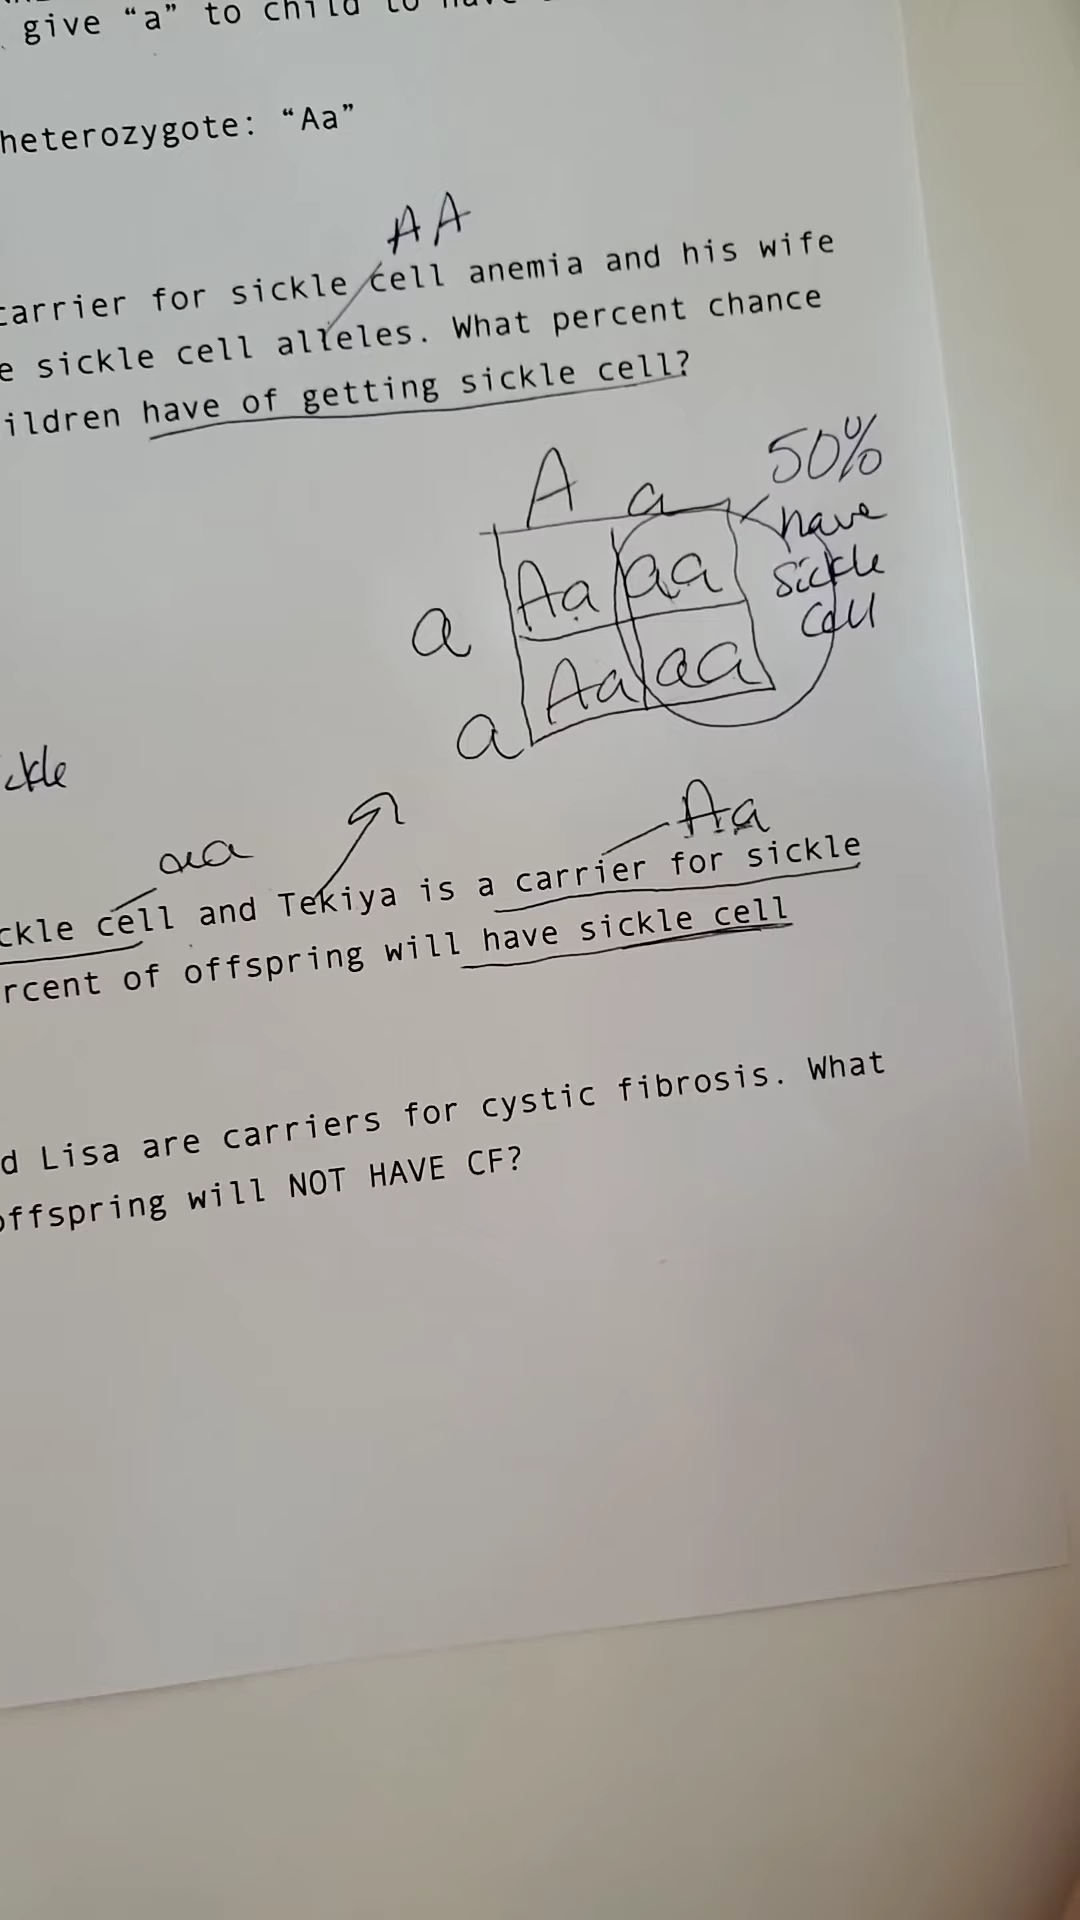 give “a” to child to have
heterozygote: “Aa”
AA
carrier for sickle cell anemia and his wife
e sickle cell alleles. What percent chance
ildren have of getting sickle cell?
A a
50%
have
sickle
cell
a Aa aa
a Aa aa
ckle
aa
Aa
ckle cell and Tekiya is a carrier for sickle
rcent of offspring will have sickle cell
d Lisa are carriers for cystic fibrosis. What
offspring will NOT HAVE CF?